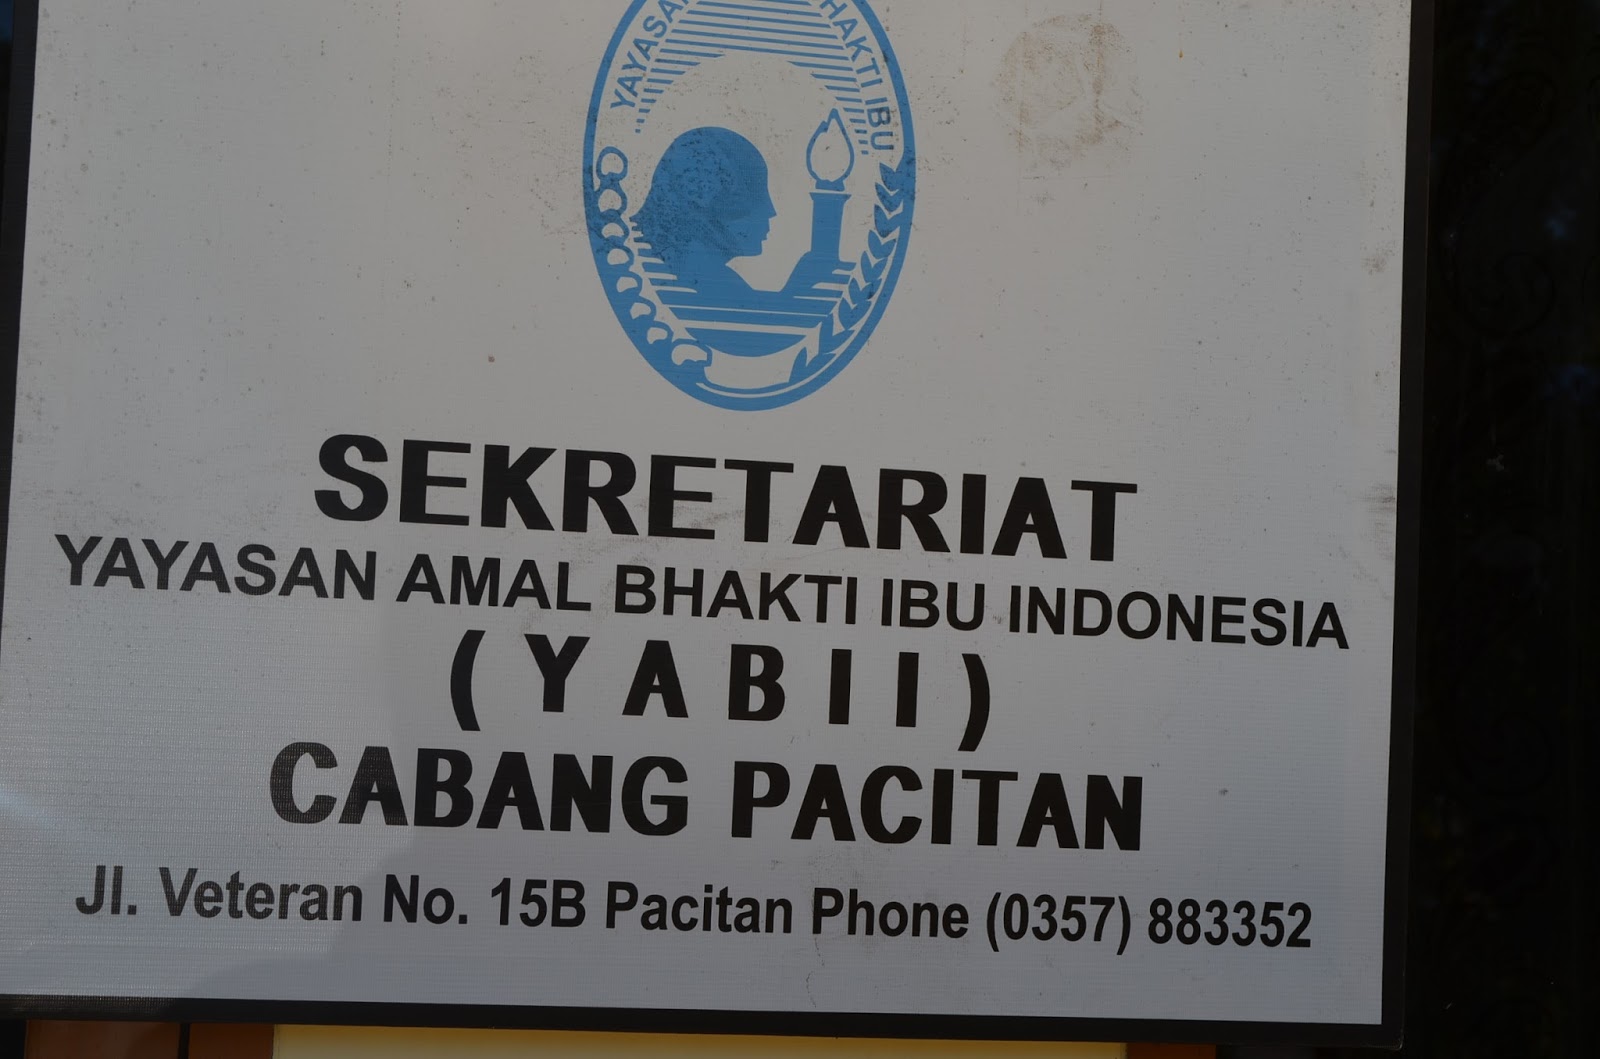 YAYASAN BHAKTI IBU
SEKRETARIAT
YAYASAN AMAL BHAKTI IBU INDONESIA
( Y A B I I )
CABANG PACITAN
Jl. Veteran No. 15B Pacitan Phone (0357) 883352